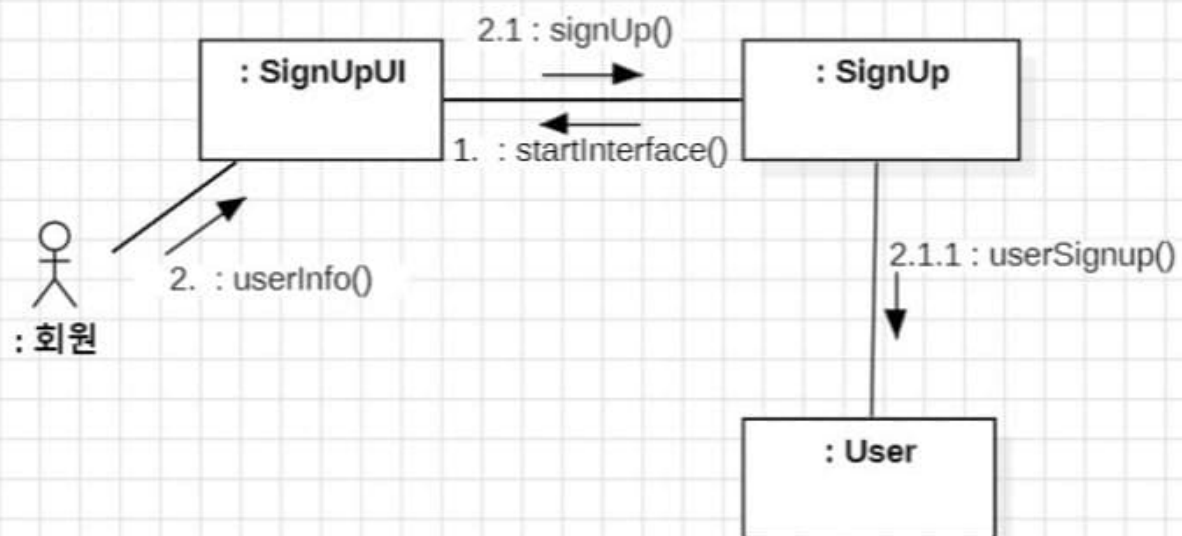 2.1 : signUp()
: SignUpUI
: SignUp
1.  : startInterface()
2.  : userInfo()
2.1.1 : userSignup()
: 회원
: User